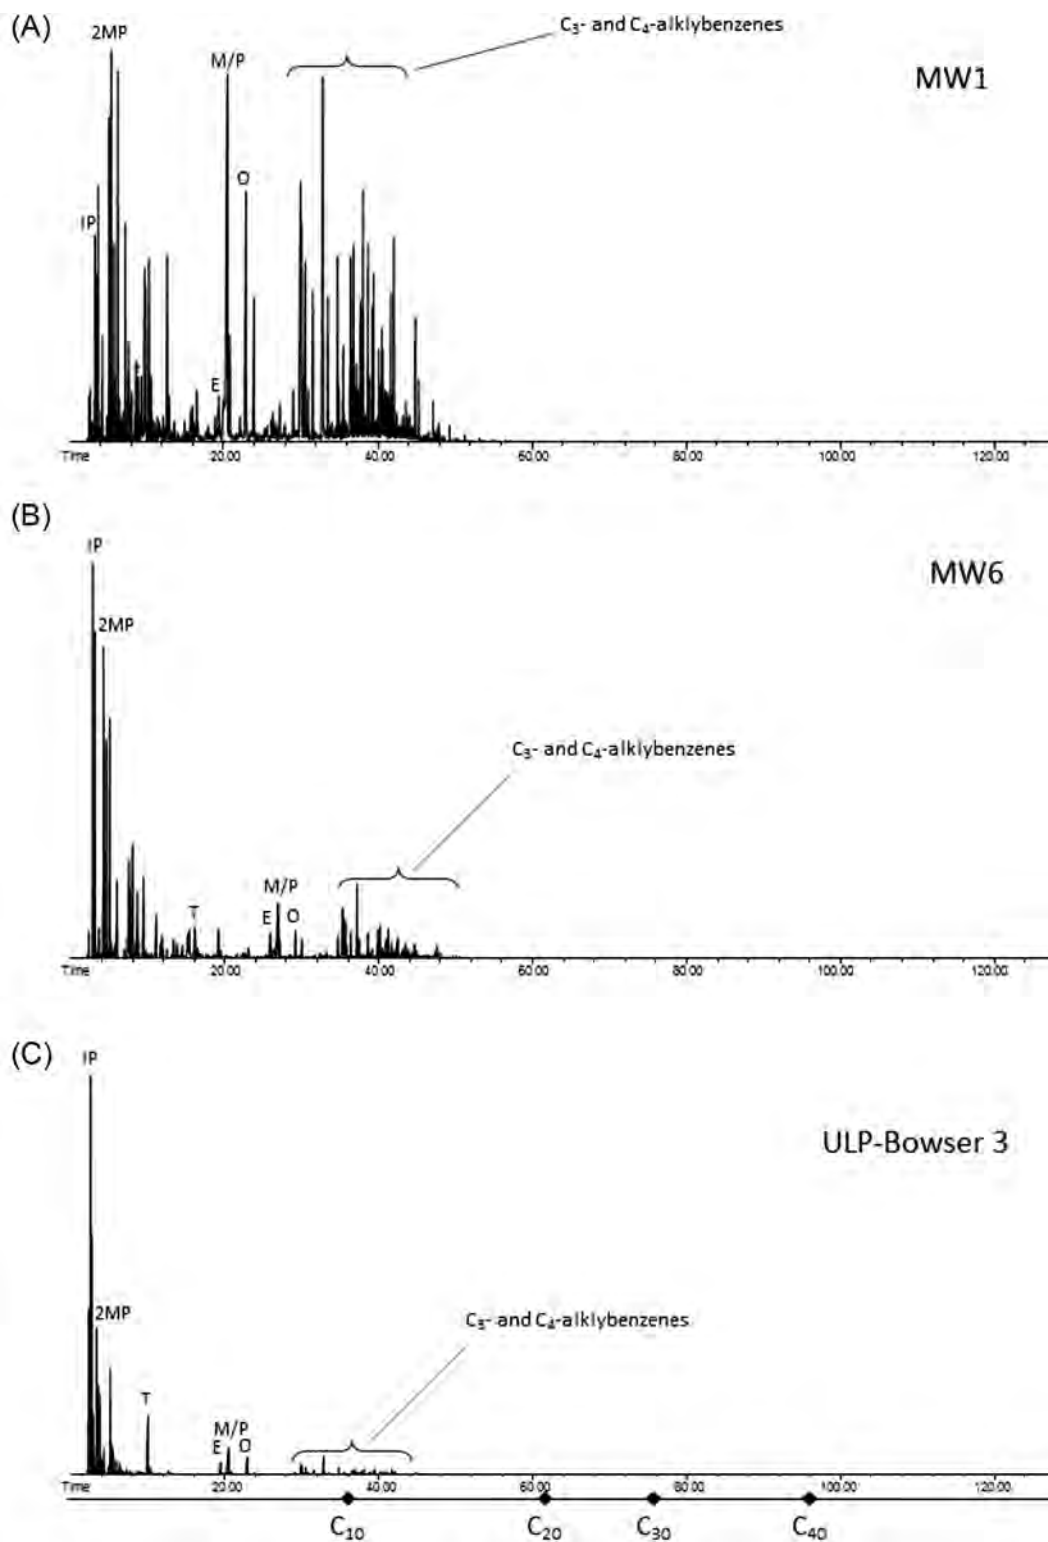 (A)
2MP
M/P
C₃- and C₄-alklybenzenes
MW1
O
IP
T
E
Time 20.00 40.00 60.00 80.00 100.00 120.00
(B)
IP
MW6
2MP
C₃- and C₄-alklybenzenes
M/P
T
E O
Time 20.00 40.00 60.00 80.00 100.00 120.00
(C)
IP
ULP-Bowser 3
2MP
C₃- and C₄-alklybenzenes
T
M/P
E O
Time 20.00 40.00 60.00 80.00 100.00 120.00
C₁₀ C₂₀ C₃₀ C₄₀